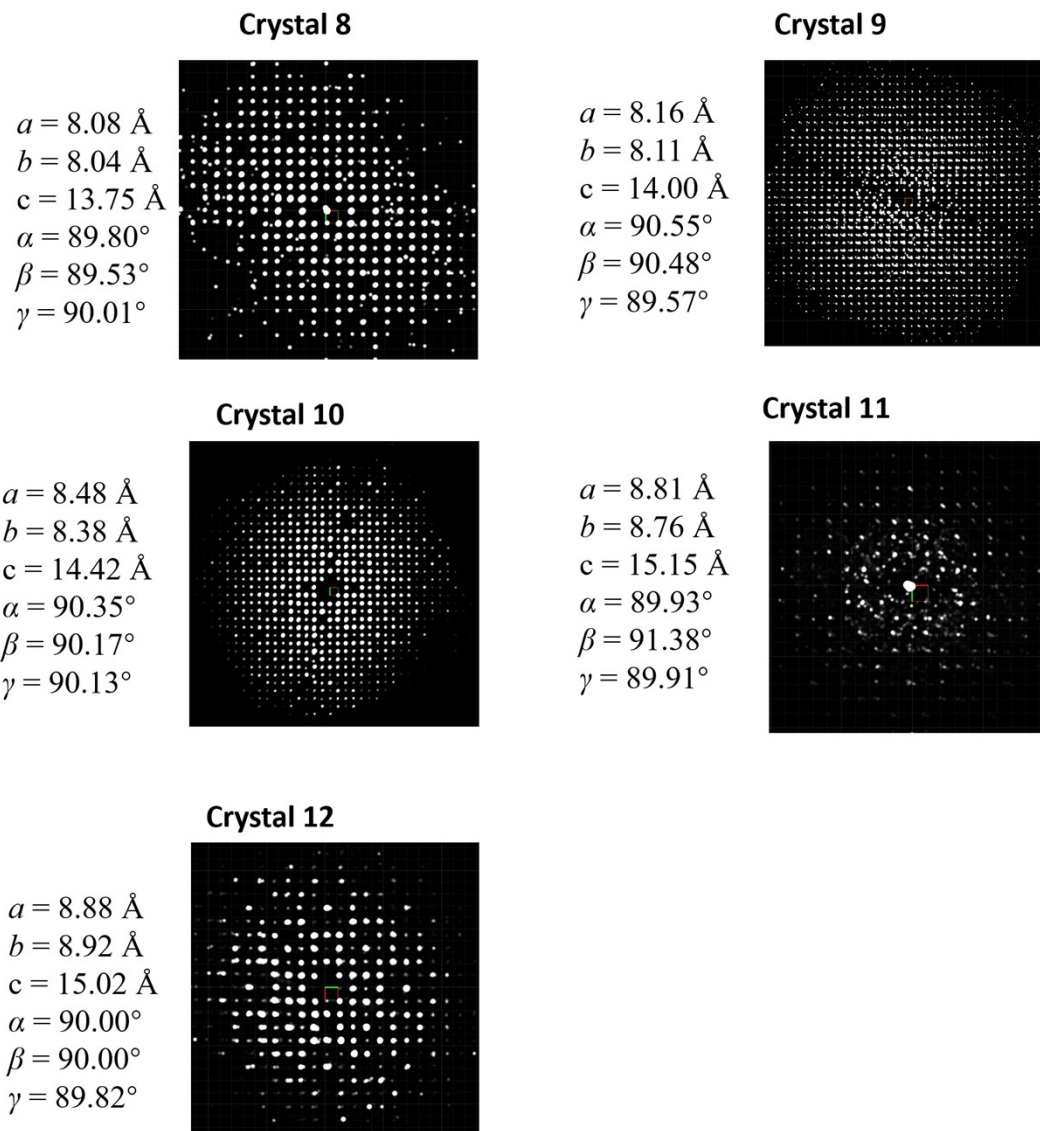 Crystal 8
a = 8.08 Å
b = 8.04 Å
c = 13.75 Å
α = 89.80°
β = 89.53°
γ = 90.01°
Crystal 9
a = 8.16 Å
b = 8.11 Å
c = 14.00 Å
α = 90.55°
β = 90.48°
γ = 89.57°
Crystal 10
a = 8.48 Å
b = 8.38 Å
c = 14.42 Å
α = 90.35°
β = 90.17°
γ = 90.13°
Crystal 11
a = 8.81 Å
b = 8.76 Å
c = 15.15 Å
α = 89.93°
β = 91.38°
γ = 89.91°
Crystal 12
a = 8.88 Å
b = 8.92 Å
c = 15.02 Å
α = 90.00°
β = 90.00°
γ = 89.82°